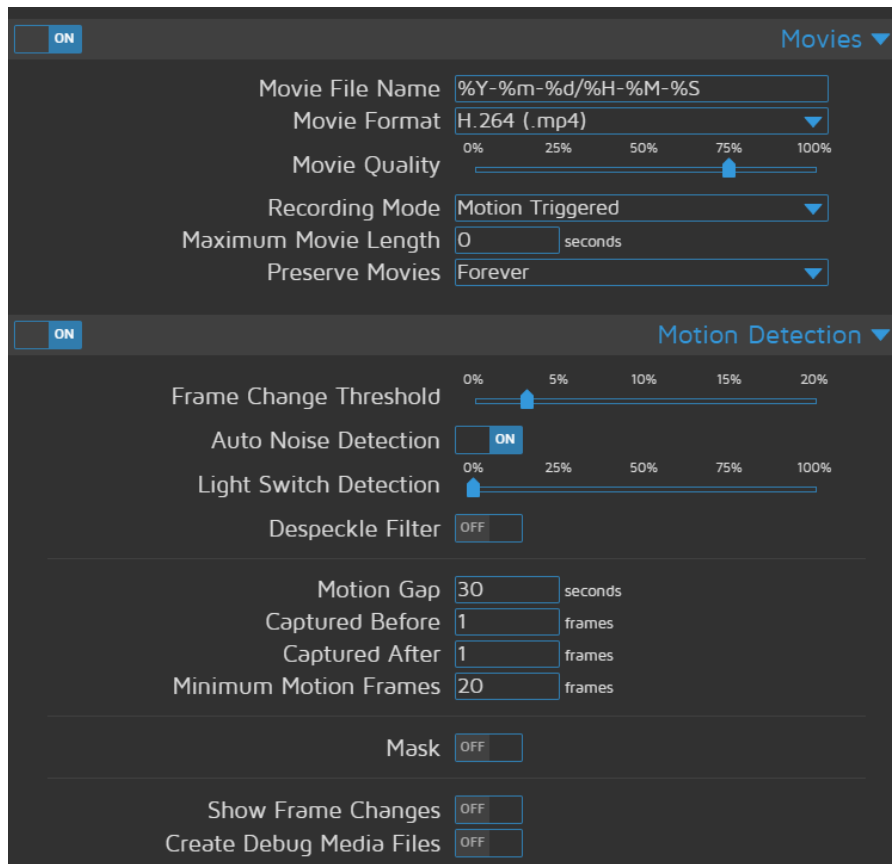 ON Movies
Movie File Name %Y-%m-%d/%H-%M-%S
Movie Format H.264 (.mp4)
0% 25% 50% 75% 100%
Movie Quality
Recording Mode Motion Triggered
Maximum Movie Length 0 seconds
Preserve Movies Forever
ON Motion Detection
0% 5% 10% 15% 20%
Frame Change Threshold
Auto Noise Detection ON
0% 25% 50% 75% 100%
Light Switch Detection
Despeckle Filter OFF
Motion Gap 30 seconds
Captured Before 1 frames
Captured After 1 frames
Minimum Motion Frames 20 frames
Mask OFF
Show Frame Changes OFF
Create Debug Media Files OFF